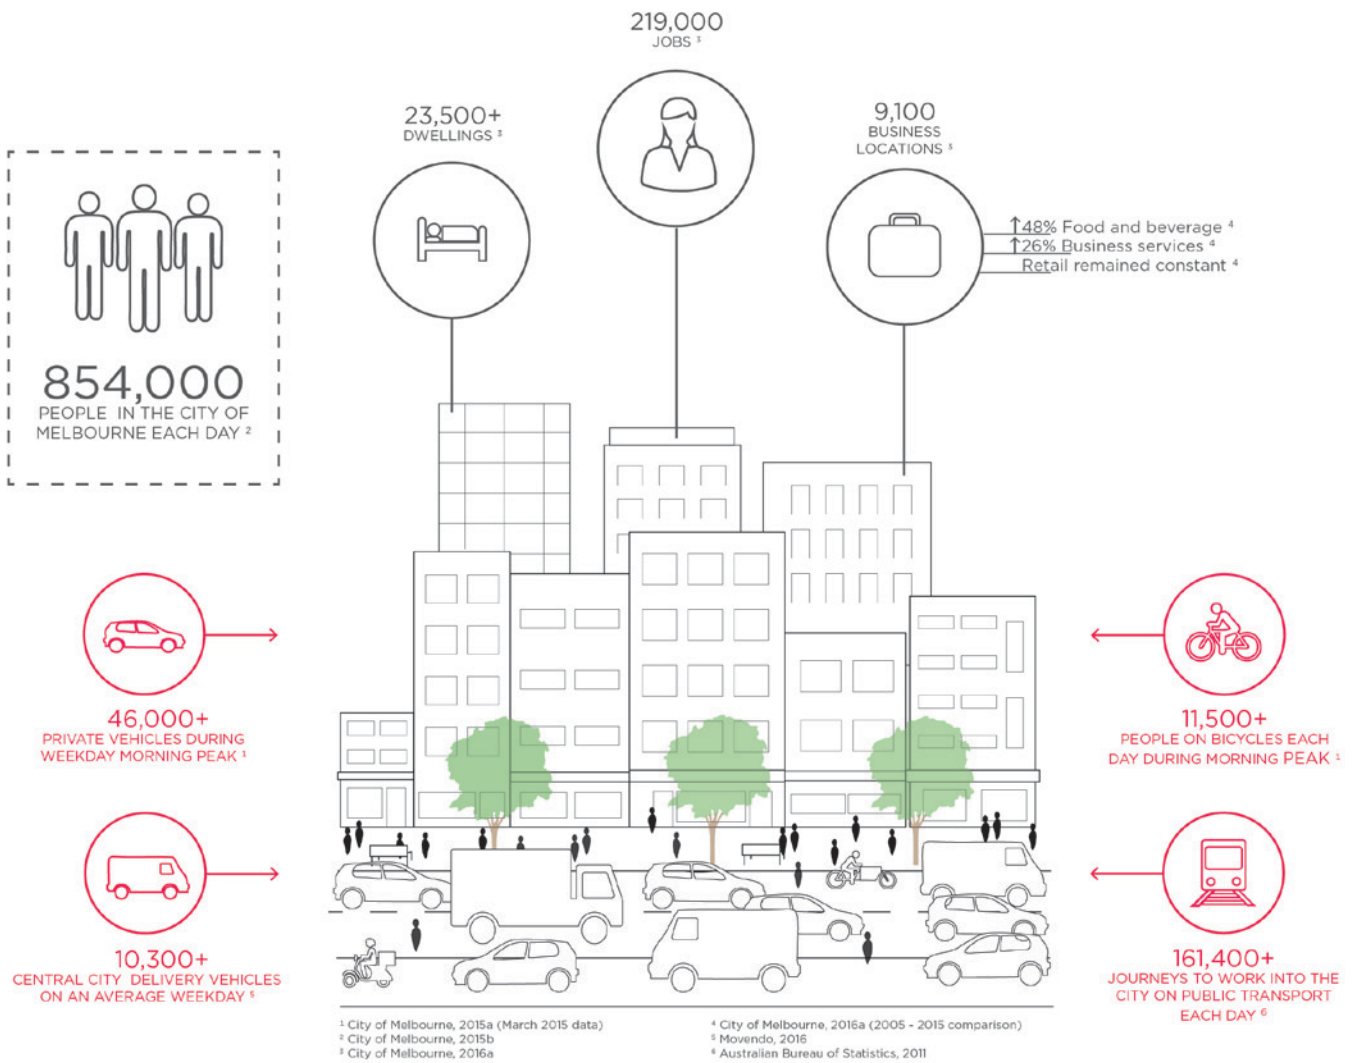 219,000
JOBS ³
23,500+
DWELLINGS ³
9,100
BUSINESS
LOCATIONS ³
↑48% Food and beverage ⁴
↑26% Business services ⁴
Retail remained constant ⁴
854,000
PEOPLE IN THE CITY OF
MELBOURNE EACH DAY ²
46,000+
PRIVATE VEHICLES DURING
WEEKDAY MORNING PEAK ¹
11,500+
PEOPLE ON BICYCLES EACH
DAY DURING MORNING PEAK ¹
10,300+
CENTRAL CITY DELIVERY VEHICLES
ON AN AVERAGE WEEKDAY ⁵
161,400+
JOURNEYS TO WORK INTO THE
CITY ON PUBLIC TRANSPORT
EACH DAY ⁶
¹ City of Melbourne, 2015a (March 2015 data)
² City of Melbourne, 2015b
³ City of Melbourne, 2016a
⁴ City of Melbourne, 2016a (2005 - 2015 comparison)
⁵ Movendo, 2016
⁶ Australian Bureau of Statistics, 2011